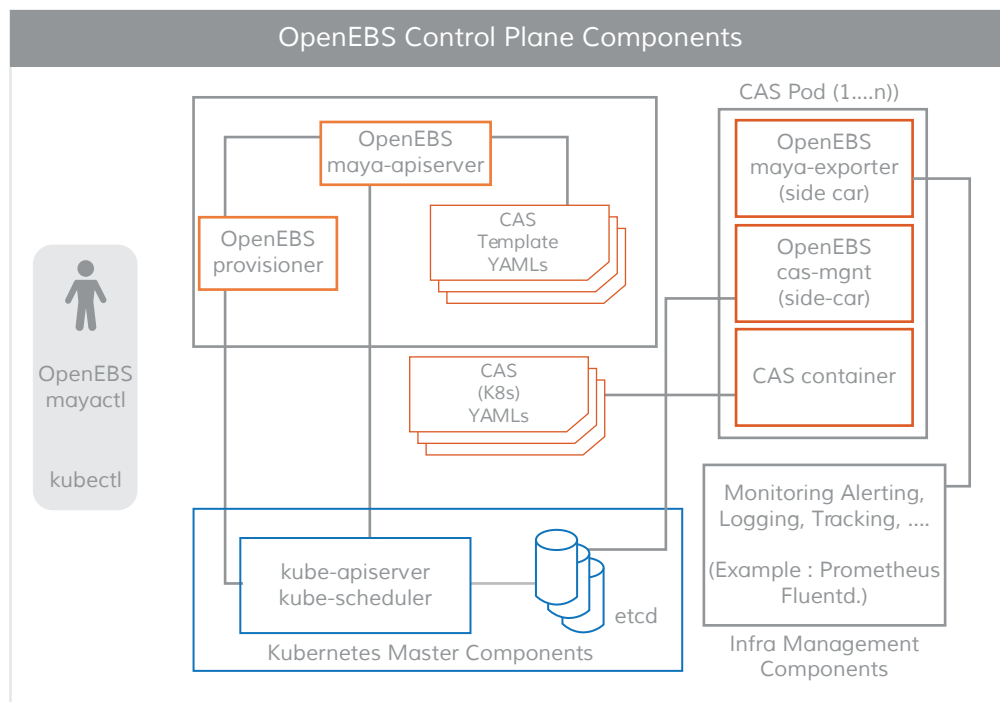 OpenEBS Control Plane Components
OpenEBS
maya-apiserver
OpenEBS
provisioner
CAS
Template
YAMLs
CAS
(K8s)
YAMLs
OpenEBS
mayactl
kubectl
CAS Pod (1....n))
OpenEBS
maya-exporter
(side car)
OpenEBS
cas-mgnt
(side-car)
CAS container
kube-apiserver
kube-scheduler
etcd
Kubernetes Master Components
Monitoring Alerting,
Logging, Tracking, ....
(Example : Prometheus
Fluentd.)
Infra Management
Components